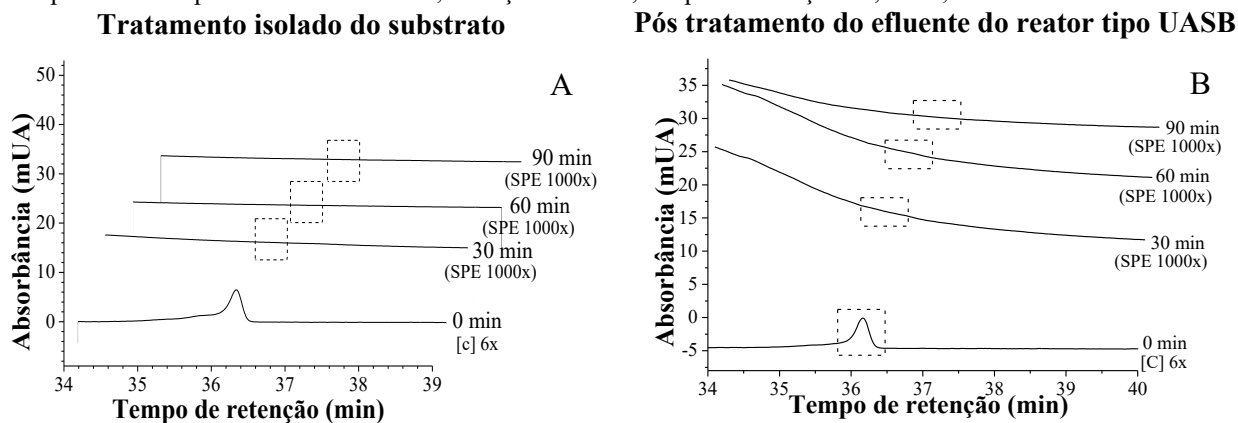 Tratamento isolado do substrato
Pós tratamento do efluente do reator tipo UASB
A
Absorbância (mUA)
50
40
30
20
10
0
90 min
(SPE 1000x)
60 min
(SPE 1000x)
30 min
(SPE 1000x)
0 min
[c] 6x
34 35 36 37 38 39
Tempo de retenção (min)
B
Absorbância (mUA)
35
30
25
20
15
10
5
0
-5
90 min
(SPE 1000x)
60 min
(SPE 1000x)
30 min
(SPE 1000x)
0 min
[C] 6x
34 35 36 37 38 39 40
Tempo de retenção (min)